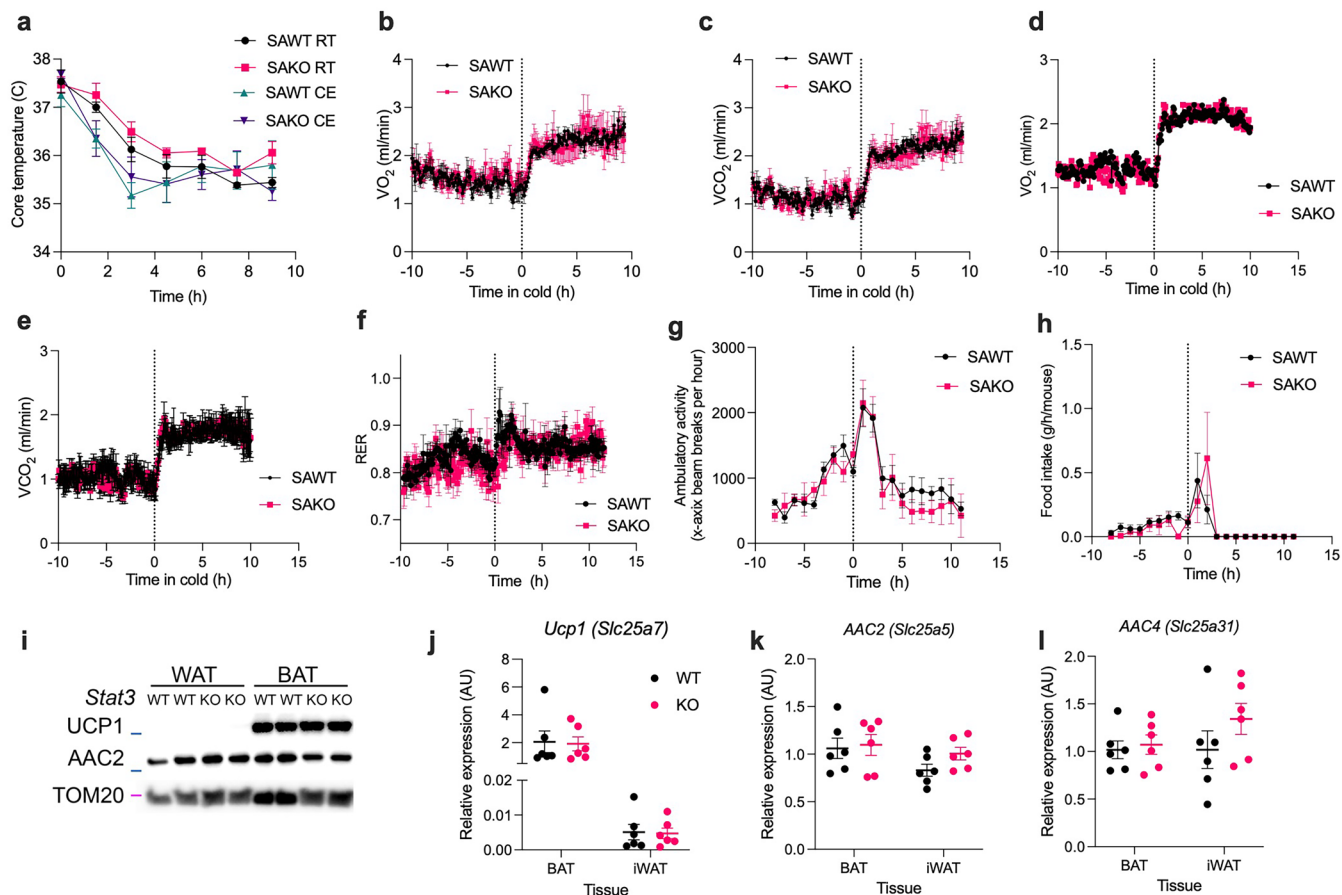 a
SAWT RT
SAKO RT
SAWT CE
SAKO CE
38
37
36
35
34
Core temperature (C)
0 2 4 6 8 10
Time (h)
b
SAWT
SAKO
4
3
2
1
0
VO2 (ml/min)
-10 -5 0 5 10
Time in cold (h)
c
SAWT
SAKO
4
3
2
1
0
VCO2 (ml/min)
-10 -5 0 5 10
Time in cold (h)
d
3
2
1
0
VO2 (ml/min)
SAWT
SAKO
-10 -5 0 5 10 15
Time in cold (h)
e
3
2
1
0
VCO2 (ml/min)
SAWT
SAKO
-10 -5 0 5 10 15
Time in cold (h)
f
1.0
0.9
0.8
0.7
RER
SAWT
SAKO
-10 -5 0 5 10 15
Time in cold (h)
g
SAWT
SAKO
3000
2500
2000
1500
1000
500
0
Ambulatory activity
(x-axix beam breaks per hour)
-10 -5 0 5 10 15
Time (h)
h
SAWT
SAKO
1.5
1.0
0.5
0.0
Food intake (g/h/mouse)
-10 -5 0 5 10 15
Time (h)
i
WAT BAT
Stat3 WT WT KO KO WT WT KO KO
UCP1
AAC2
TOM20
j
Ucp1 (Slc25a7)
WT
KO
8
6
4
2
0.02
0.01
0.00
Relative expression (AU)
BAT iWAT
Tissue
k
AAC2 (Slc25a5)
2.0
1.5
1.0
0.5
0.0
Relative expression (AU)
BAT iWAT
Tissue
l
AAC4 (Slc25a31)
2.0
1.5
1.0
0.5
0.0
Relative expression (AU)
BAT iWAT
Tissue